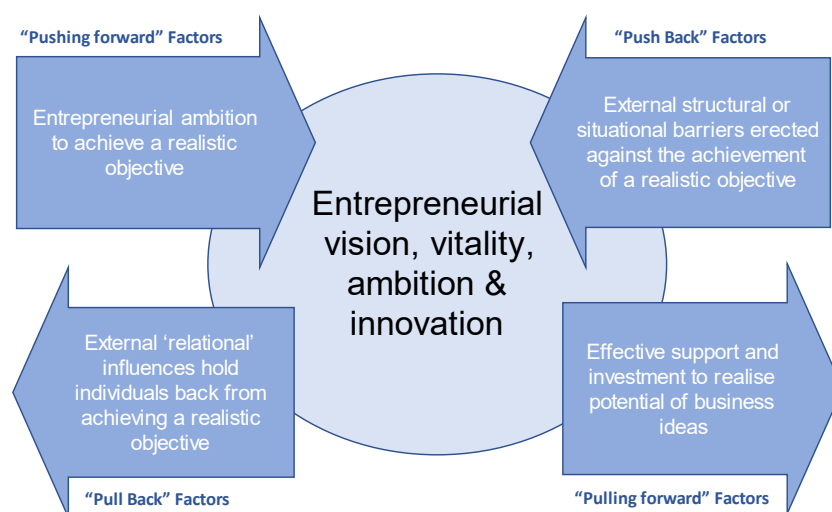 “Pushing forward” Factors
“Push Back” Factors
Entrepreneurial ambition
to achieve a realistic
objective
External structural or
situational barriers erected
against the achievement
of a realistic objective
Entrepreneurial
vision, vitality,
ambition &
innovation
External ‘relational’
influences hold
individuals back from
achieving a realistic
objective
Effective support and
investment to realise
potential of business
ideas
“Pull Back” Factors
“Pulling forward” Factors